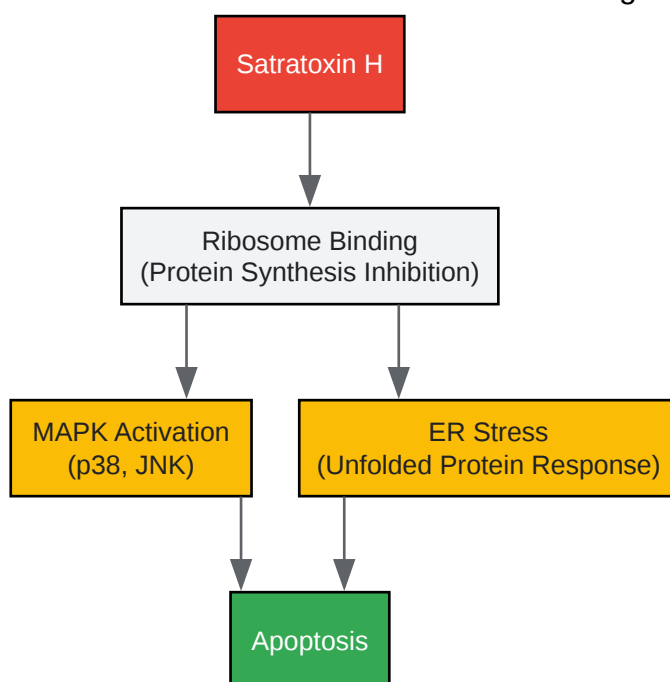 Satratoxin H
Ribosome Binding
(Protein Synthesis Inhibition)
MAPK Activation
(p38, JNK)
ER Stress
(Unfolded Protein Response)
Apoptosis